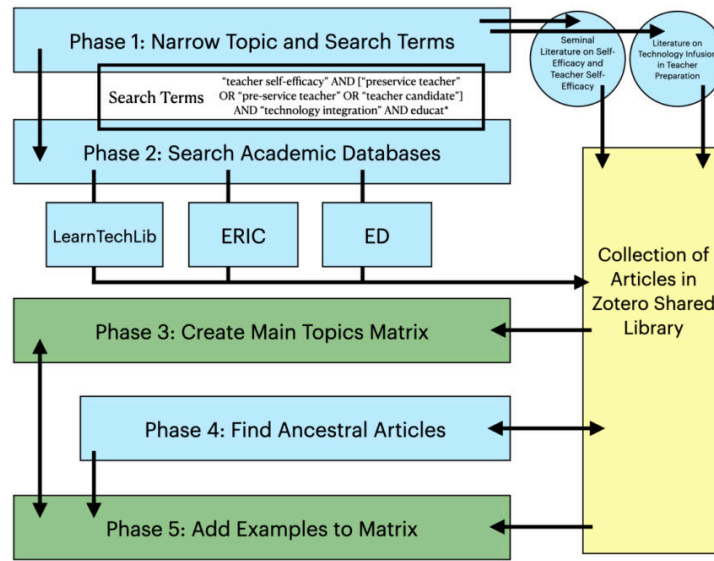 Phase 1: Narrow Topic and Search Terms
Seminal
Literature on Self-
Efficacy and
Teacher Self-
Efficacy
Literature on
Technology Infusion
in Teacher
Preparation
Search Terms
"teacher self-efficacy" AND ["preservice teacher"
OR "pre-service teacher" OR "teacher candidate"]
AND "technology integration" AND educat*
Phase 2: Search Academic Databases
LearnTechLib
ERIC
ED
Collection of
Articles in
Zotero Shared
Library
Phase 3: Create Main Topics Matrix
Phase 4: Find Ancestral Articles
Phase 5: Add Examples to Matrix